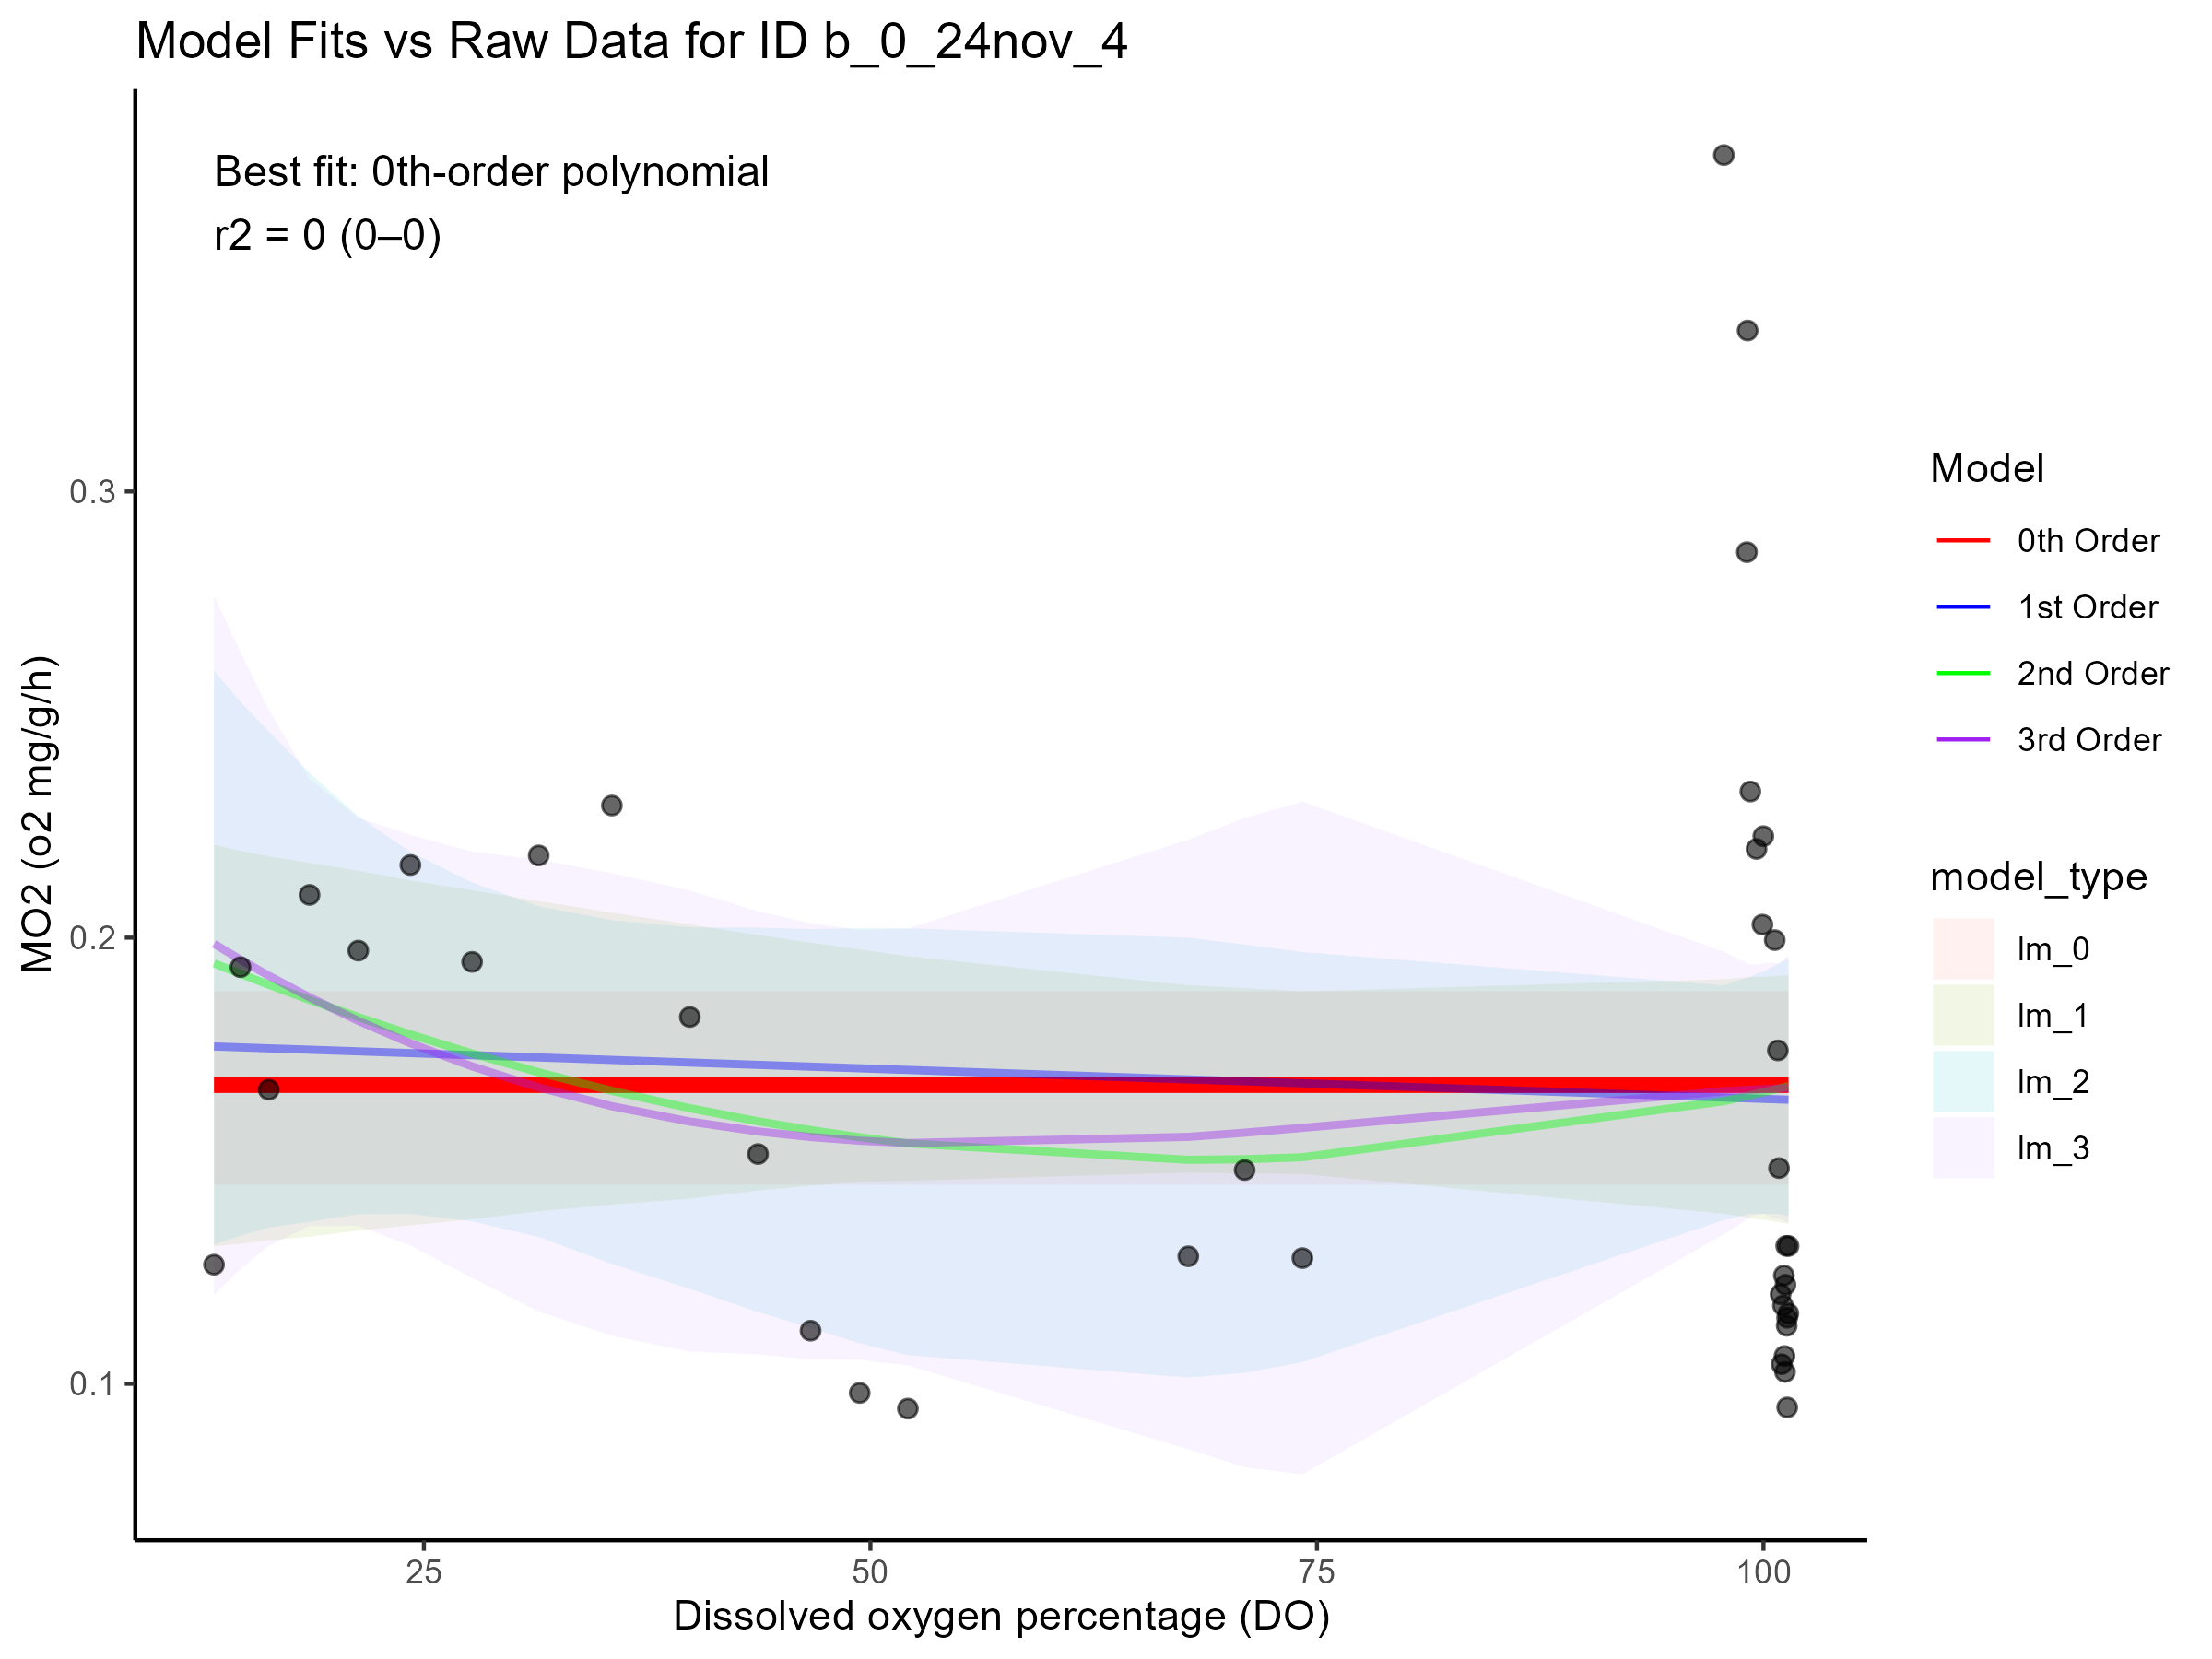 Model Fits vs Raw Data for ID b_0_24nov_4
Best fit: 0th-order polynomial
r2 = 0 (0–0)
MO2 (o2 mg/g/h)
0.3
0.2
0.1
25
50
75
100
Dissolved oxygen percentage (DO)
Model
0th Order
1st Order
2nd Order
3rd Order
model_type
lm_0
lm_1
lm_2
lm_3